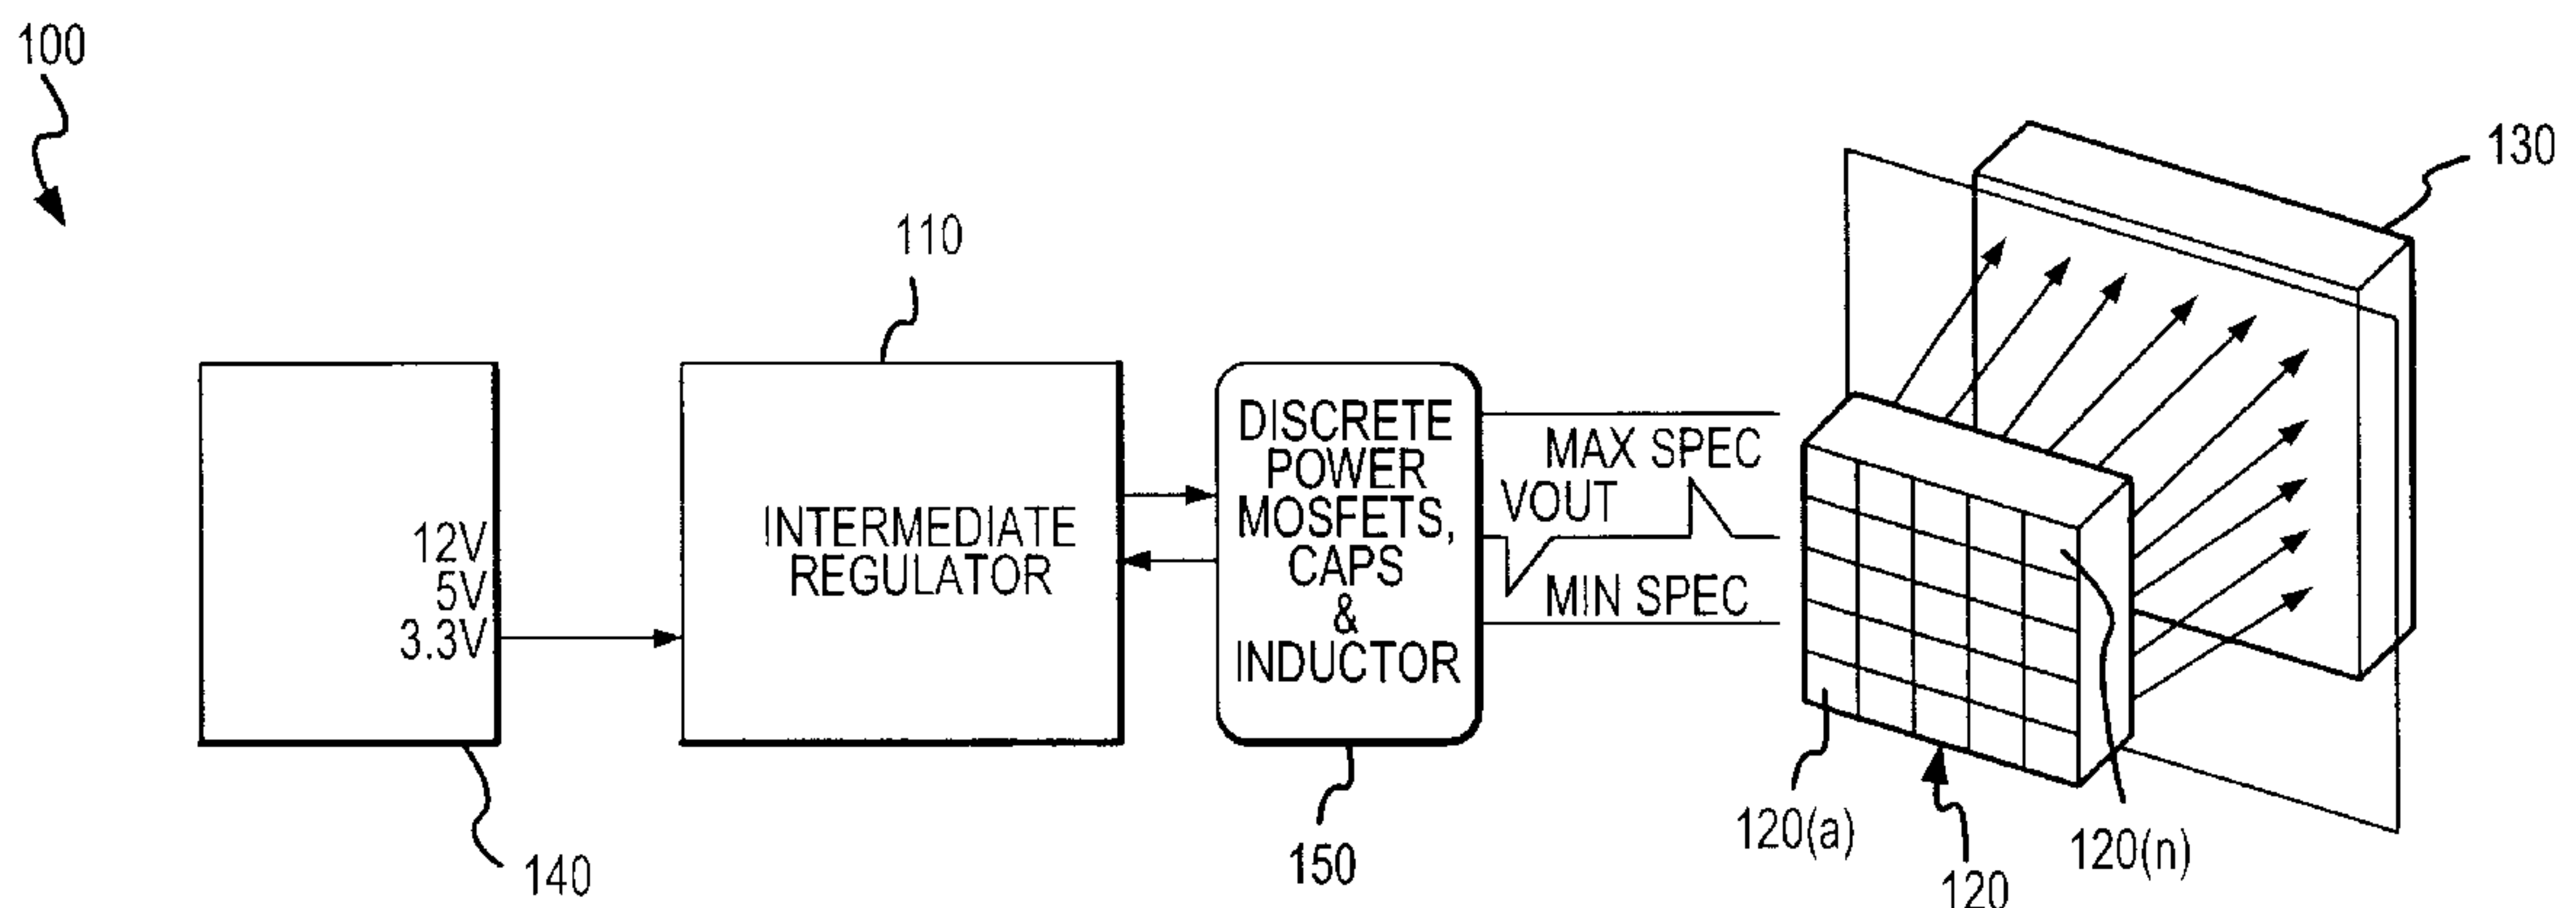 100
130
110
12V
5V
3.3V
INTERMEDIATE
REGULATOR
DISCRETE
POWER
MOSFETS,
CAPS
&
INDUCTOR
MAX SPEC
VOUT
MIN SPEC
140
150
120(a)
120
120(n)